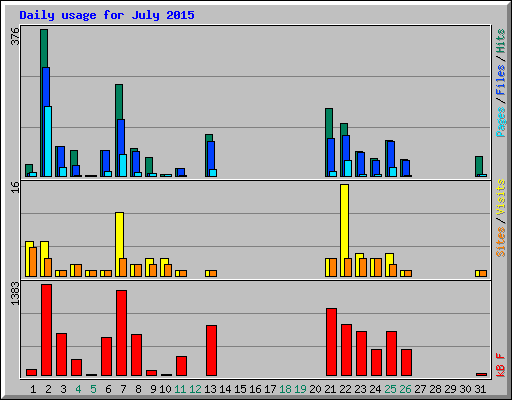 Daily usage for July 2015
376
Pages / Files / Hits
16
Sites / Visits
1383
kB F
1 2 3 4 5 6 7 8 9 10 11 12 13 14 15 16 17 18 19 20 21 22 23 24 25 26 27 28 29 30 31